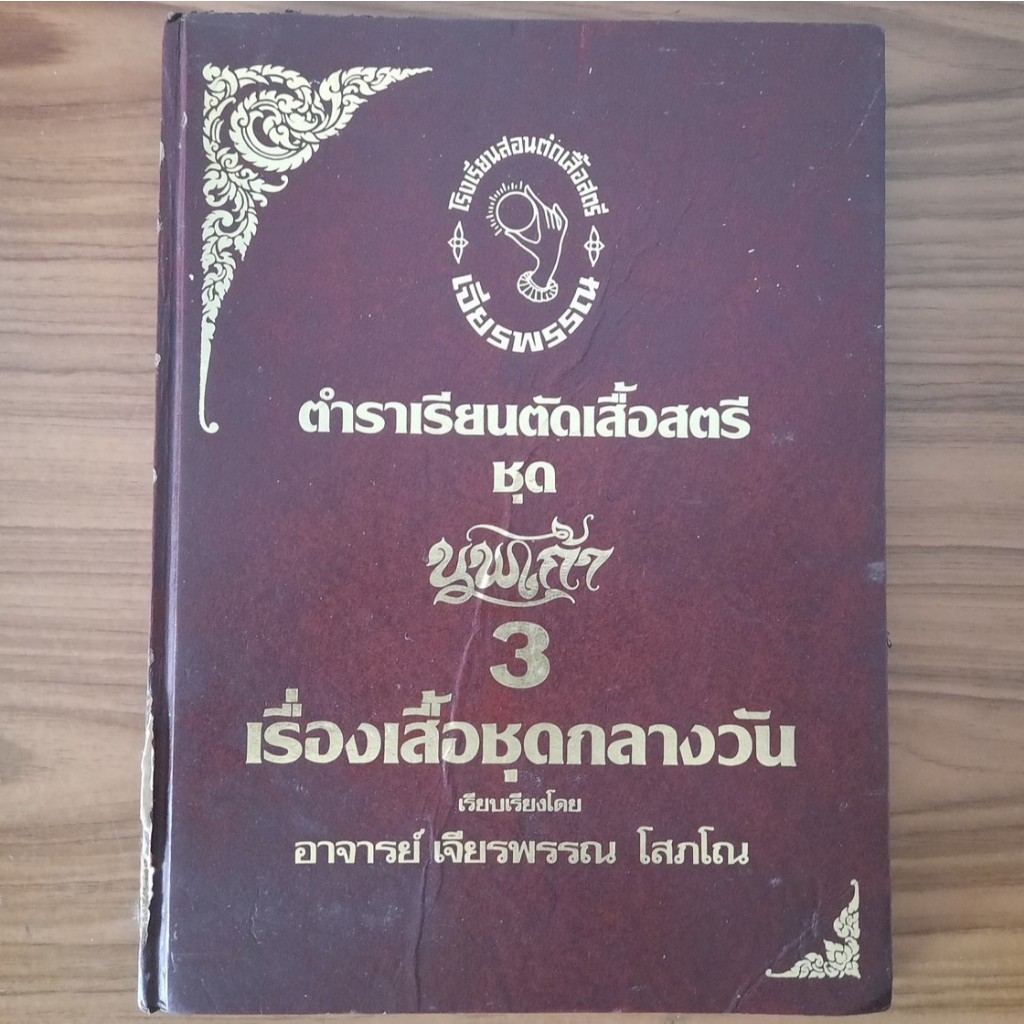 โรงเรียนสอนตัดเสื้อสตรี
เจียรพรรณ
ตำราเรียนตัดเสื้อสตรี
ชุด
นพเก้า
3
เรื่องเสื้อชุดกลางวัน
เรียบเรียงโดย
อาจารย์ เจียรพรรณ โสภโณ